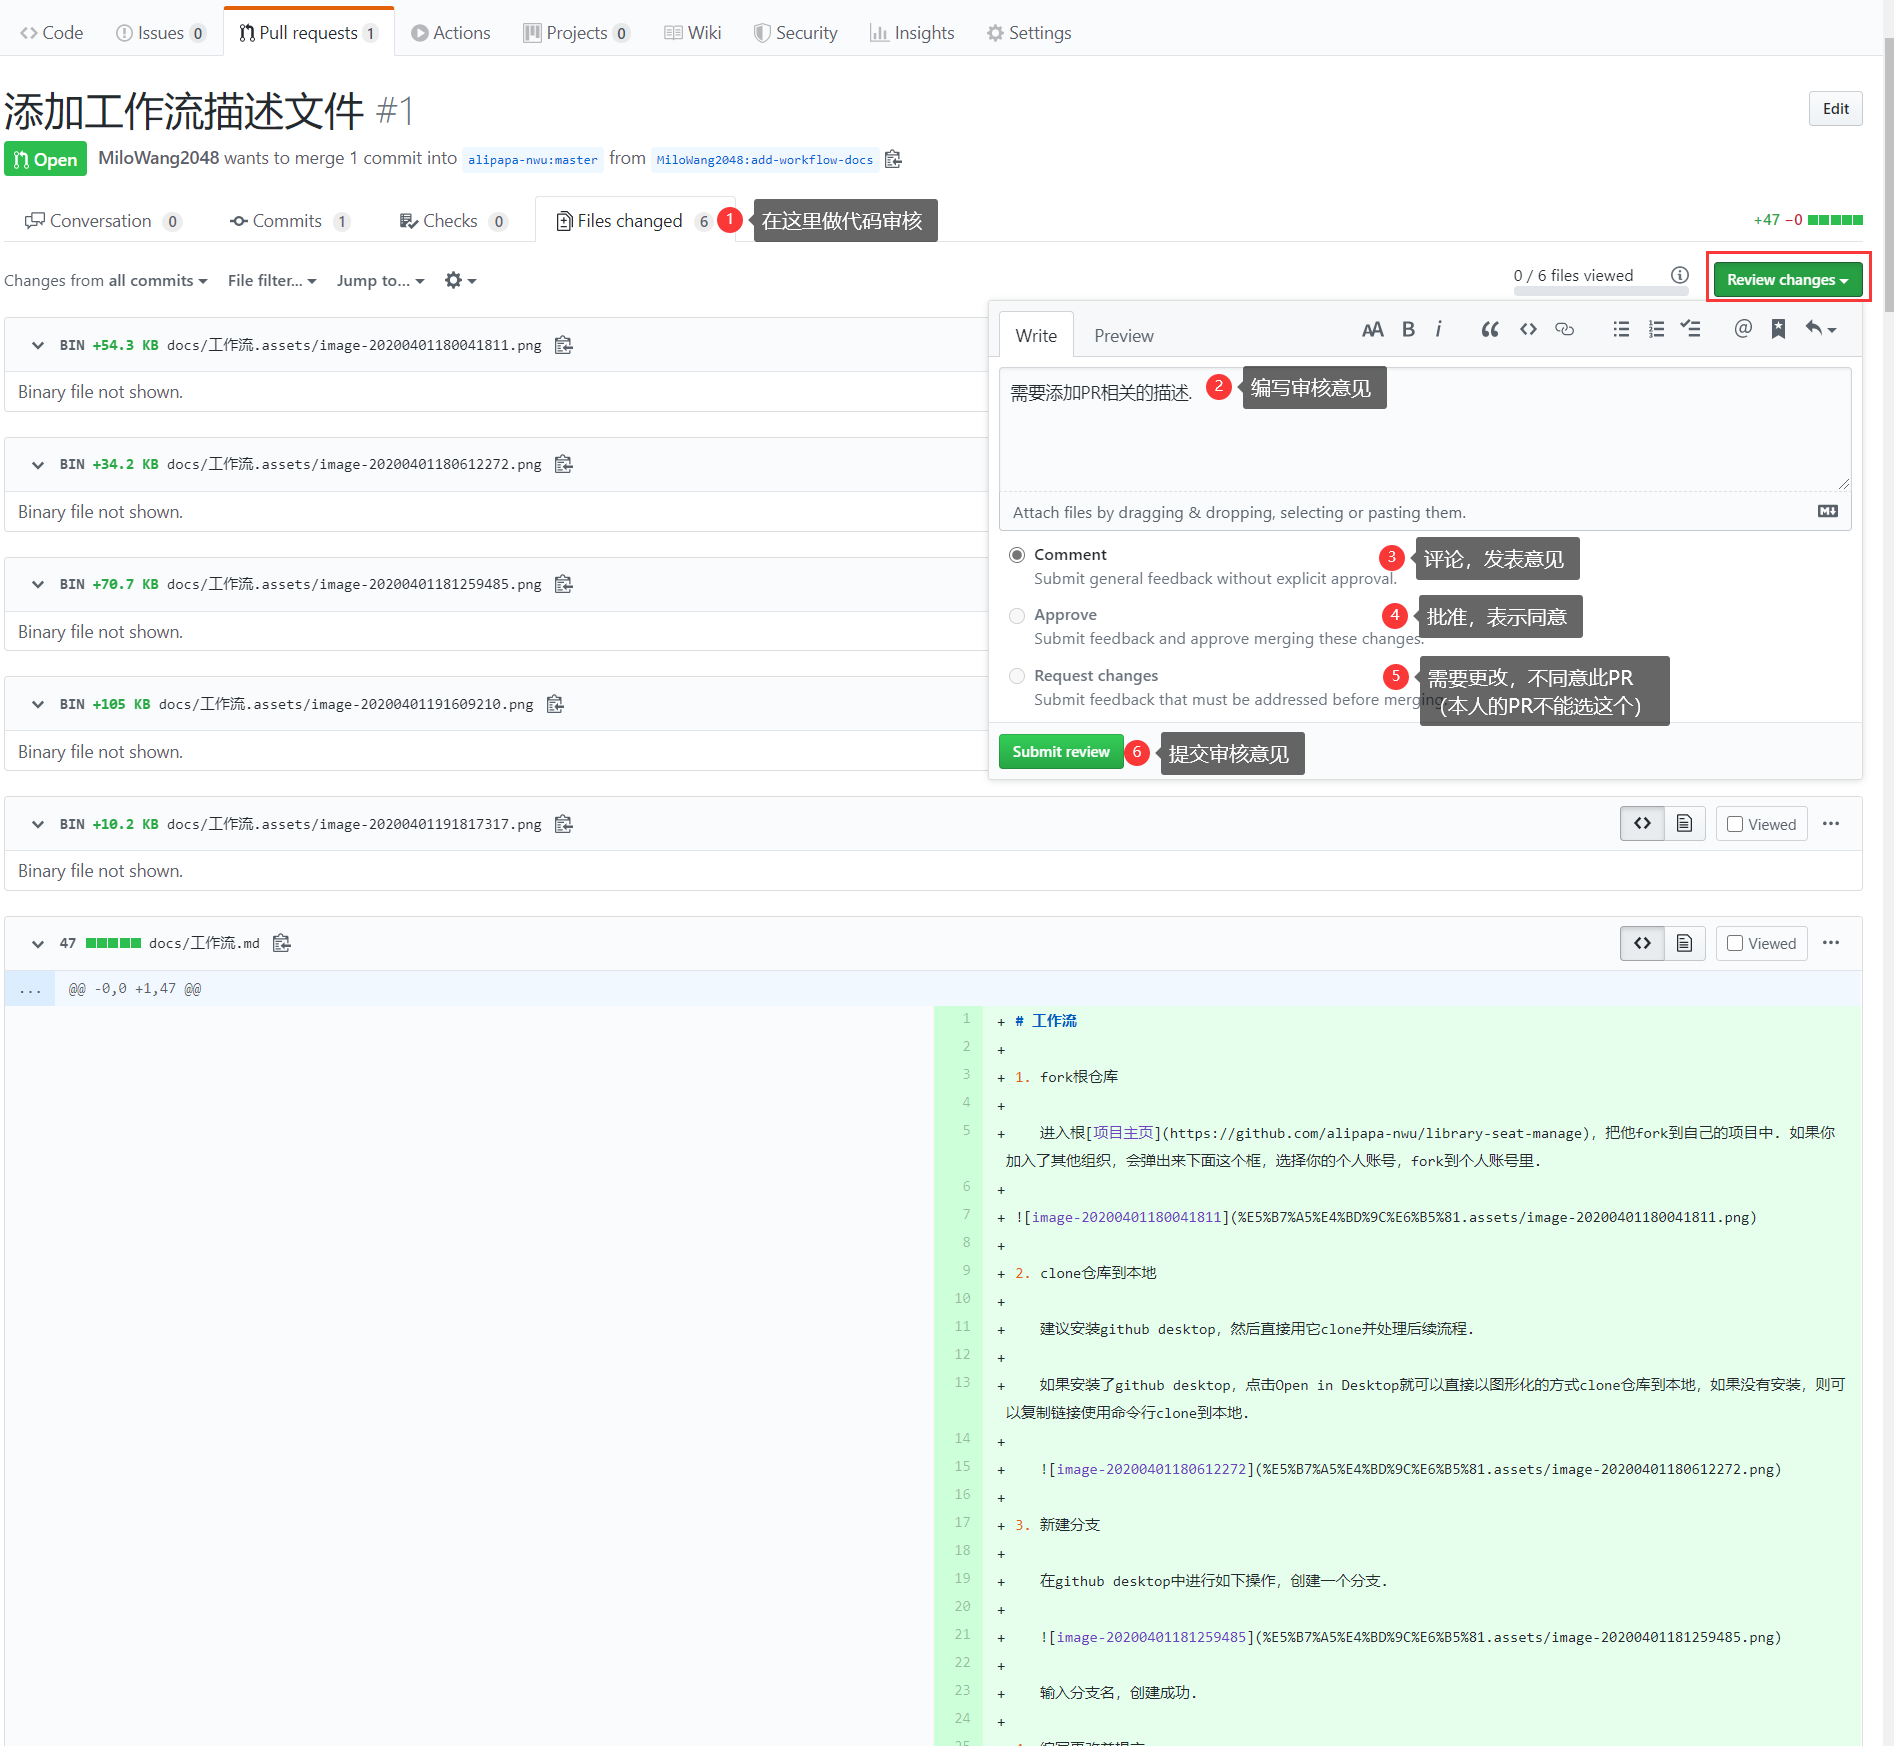 Code Issues 0 Pull requests 1 Actions Projects 0 Wiki Security Insights Settings
添加工作流描述文件 #1
Edit
Open MiloWang2048 wants to merge 1 commit into alipapa-nwu:master from MiloWang2048:add-workflow-docs
Conversation 0 Commits 1 Checks 0 Files changed 6 1 在这里做代码审核 +47 −0
Changes from all commits File filter... Jump to... 0 / 6 files viewed Review changes
BIN +54.3 KB docs/工作流.assets/image-20200401180041811.png
Binary file not shown.
BIN +34.2 KB docs/工作流.assets/image-20200401180612272.png
Binary file not shown.
BIN +70.7 KB docs/工作流.assets/image-20200401181259485.png
Binary file not shown.
BIN +105 KB docs/工作流.assets/image-20200401191609210.png
Binary file not shown.
Write Preview
需要添加PR相关的描述. 2 编写审核意见
Attach files by dragging & dropping, selecting or pasting them.
Comment 3 评论，发表意见
Submit general feedback without explicit approval.
Approve 4 批准，表示同意
Submit feedback and approve merging these changes.
Request changes 5 需要更改，不同意此PR
Submit feedback that must be addressed before merging （本人的PR不能选这个）
Submit review 6 提交审核意见
BIN +10.2 KB docs/工作流.assets/image-20200401191817317.png Viewed
Binary file not shown.
47 docs/工作流.md Viewed
... @@ -0,0 +1,47 @@
1 + # 工作流
2 +
3 + 1. fork根仓库
4 +
5 + 进入根[项目主页](https://github.com/alipapa-nwu/library-seat-manage)，把他fork到自己的项目中. 如果你
加入了其他组织，会弹出来下面这个框，选择你的个人账号，fork到个人账号里.
6 +
7 + ![image-20200401180041811](%E5%B7%A5%E4%BD%9C%E6%B5%81.assets/image-20200401180041811.png)
8 +
9 + 2. clone仓库到本地
10 +
11 + 建议安装github desktop，然后直接用它clone并处理后续流程.
12 +
13 + 如果安装了github desktop，点击Open in Desktop就可以直接以图形化的方式clone仓库到本地，如果没有安装，则可
以复制链接使用命令行clone到本地.
14 +
15 + ![image-20200401180612272](%E5%B7%A5%E4%BD%9C%E6%B5%81.assets/image-20200401180612272.png)
16 +
17 + 3. 新建分支
18 +
19 + 在github desktop中进行如下操作，创建一个分支.
20 +
21 + ![image-20200401181259485](%E5%B7%A5%E4%BD%9C%E6%B5%81.assets/image-20200401181259485.png)
22 +
23 + 输入分支名，创建成功.
24 +